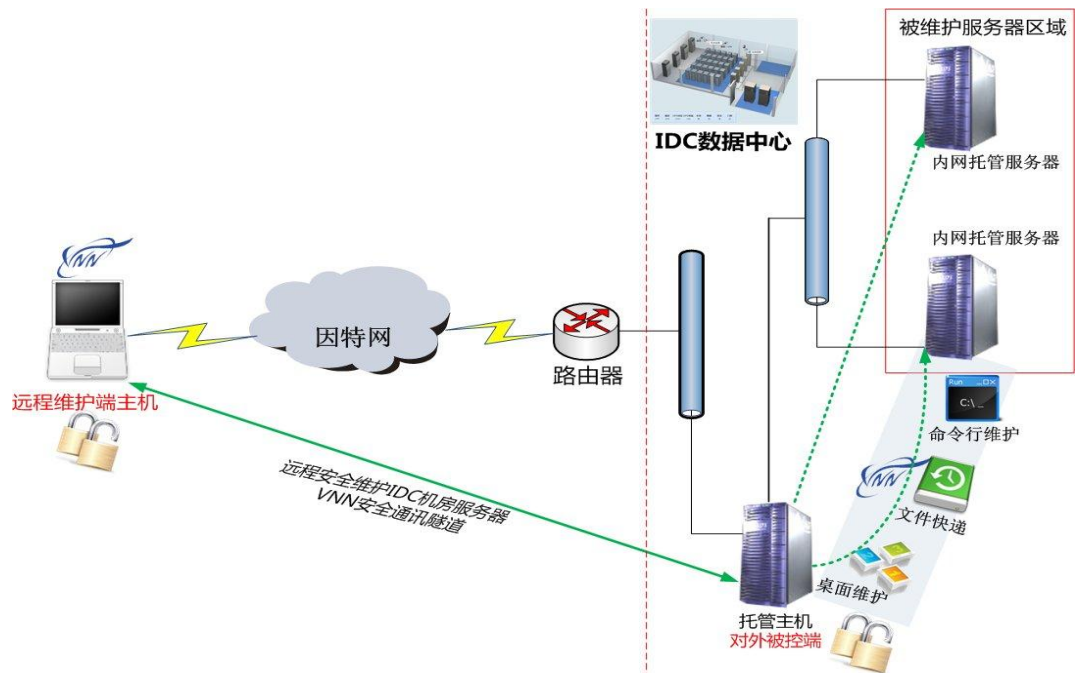 被维护服务器区域
IDC数据中心
内网托管服务器
内网托管服务器
VNN
因特网
路由器
远程维护端主机
Run
C:\_
命令行维护
远程安全维护IDC机房服务器
VNN安全通讯隧道
VNN
文件快递
桌面维护
托管主机
对外被控端